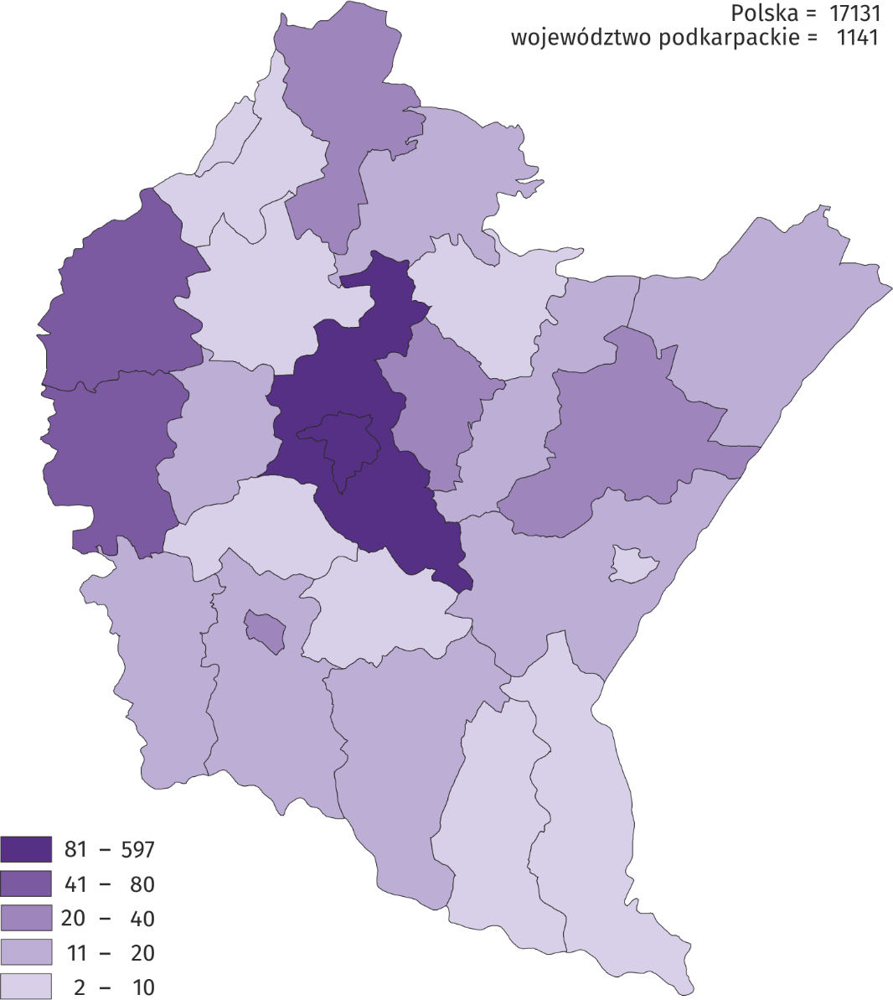 Polska = 17131
województwo podkarpackie = 1141
81 – 597
41 – 80
20 – 40
11 – 20
2 – 10